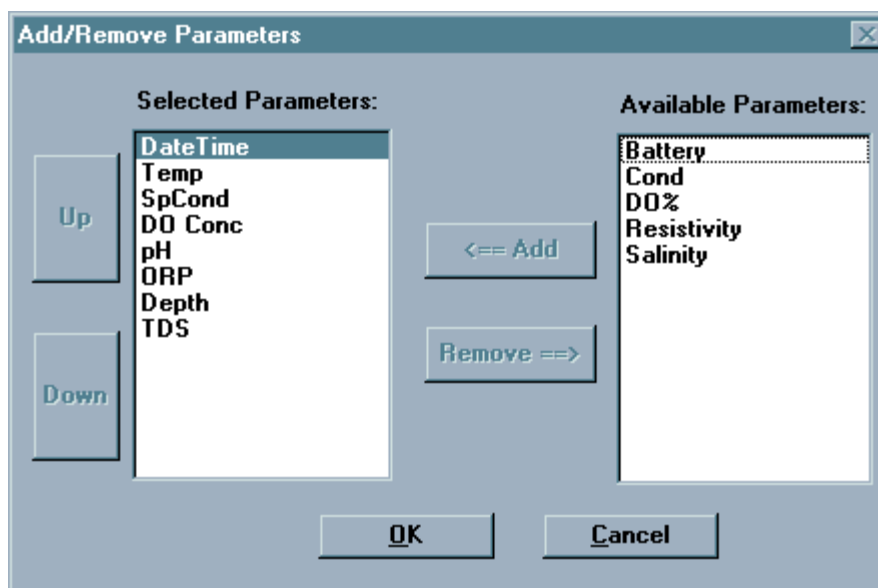 Add/Remove Parameters
Selected Parameters:
DateTime
Temp
SpCond
DO Conc
pH
ORP
Depth
TDS
Up
Down
<== Add
Remove ==>
Available Parameters:
Battery
Cond
DO%
Resistivity
Salinity
OK
Cancel